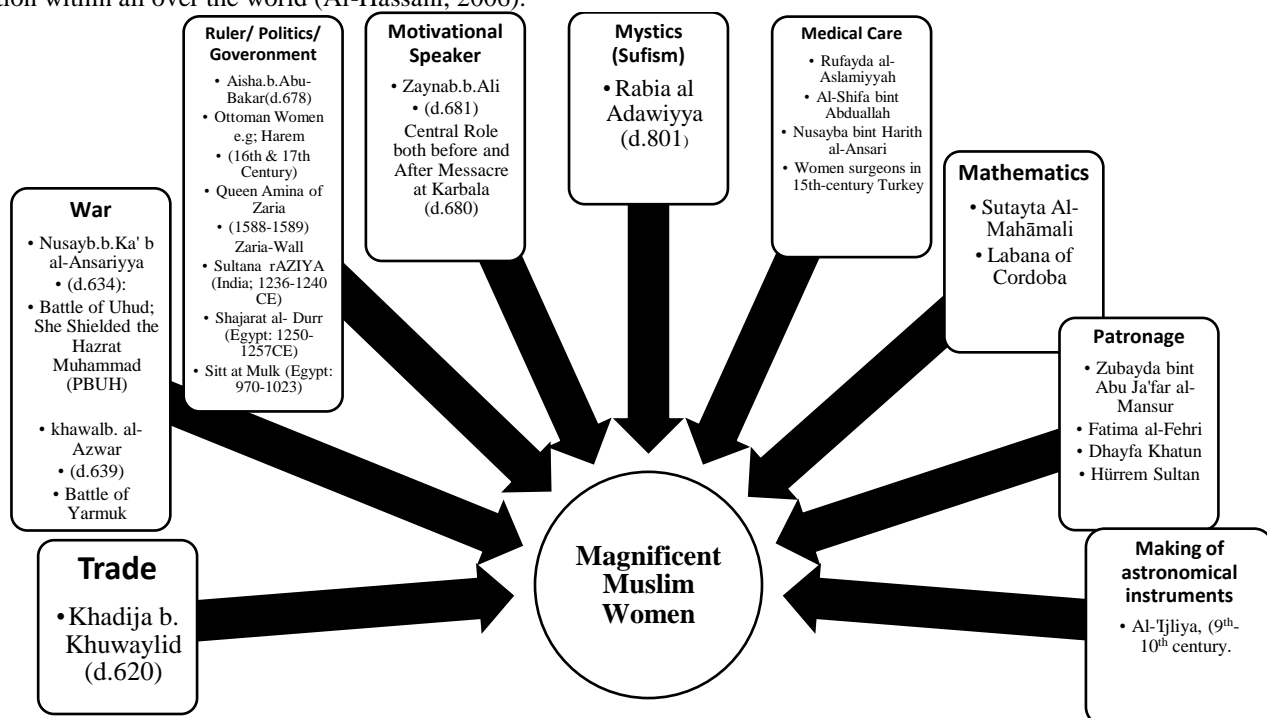 tion within all over the world (Al-Hassani, 2006).
Trade
• Khadija b.
Khuwaylid
(d.620)
War
• Nusayb.b.Ka' b
al-Ansariyya
• (d.634):
• Battle of Uhud;
She Shielded the
Hazrat
Muhammad
(PBUH)
• khawalb. al-
Azwar
• (d.639)
• Battle of
Yarmuk
Ruler/ Politics/
Goveronment
• Aisha.b.Abu-
Bakar(d.678)
• Ottoman Women
e.g; Harem
• (16th & 17th
Century)
• Queen Amina of
Zaria
• (1588-1589)
Zaria-Wall
• Sultana rAZIYA
(India; 1236-1240
CE)
• Shajarat al- Durr
(Egypt: 1250-
1257CE)
• Sitt at Mulk (Egypt:
970-1023)
Motivational
Speaker
• Zaynab.b.Ali
• (d.681)
Central Role
both before and
After Messacre
at Karbala
(d.680)
Mystics
(Sufism)
• Rabia al
Adawiyya
(d.801)
Medical Care
• Rufayda al-
Aslamiyyah
• Al-Shifa bint
Abduallah
• Nusayba bint Harith
al-Ansari
• Women surgeons in
15th-century Turkey
Mathematics
• Sutayta Al-
Mahāmali
• Labana of
Cordoba
Patronage
• Zubayda bint
Abu Ja'far al-
Mansur
• Fatima al-Fehri
• Dhayfa Khatun
• Hürrem Sultan
Making of
astronomical
instruments
• Al-'Ijliya, (9th-
10th century.
Magnificent
Muslim
Women